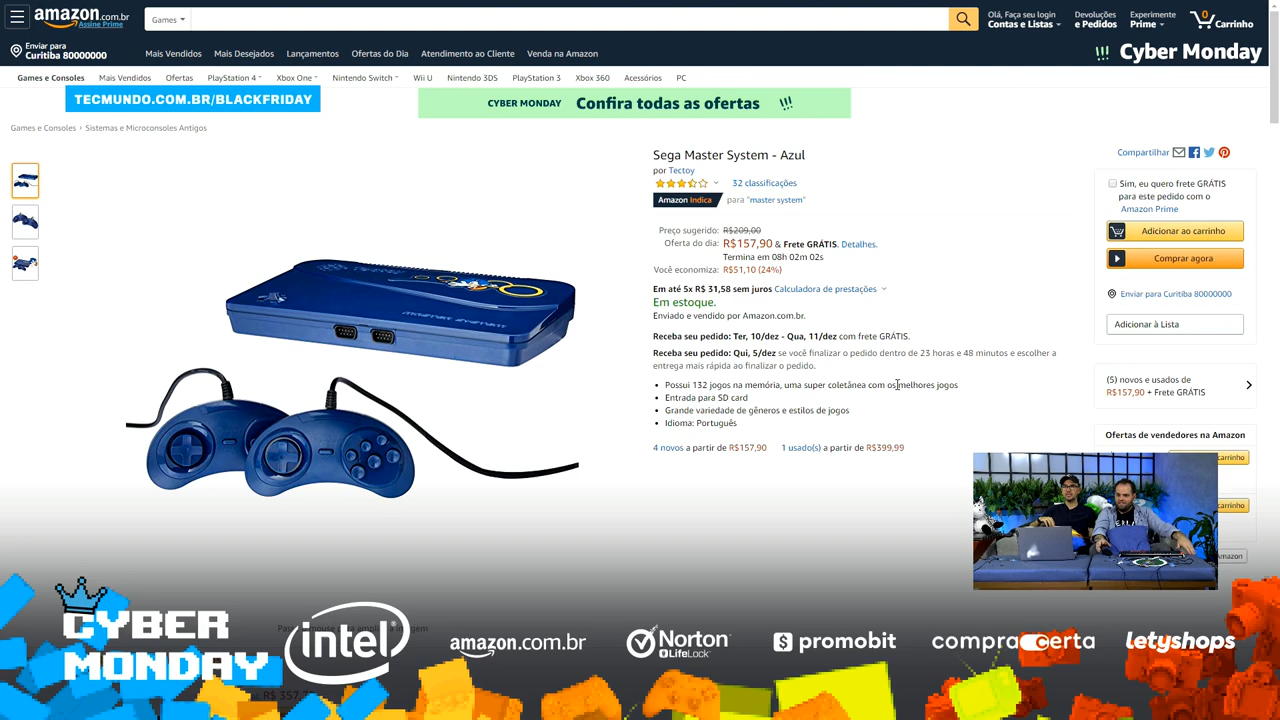 amazon.com.br
Assine Prime
Games
Olá, Faça seu login
Contas e Listas
Devoluções
e Pedidos
Experimente
Prime
0
Carrinho
Enviar para
Curitiba 80000000
Mais Vendidos
Mais Desejados
Lançamentos
Ofertas do Dia
Atendimento ao Cliente
Venda na Amazon
Cyber Monday
Games e Consoles
Mais Vendidos
Ofertas
PlayStation 4
Xbox One
Nintendo Switch
Wii U
Nintendo 3DS
PlayStation 3
Xbox 360
Acessórios
PC
TECMUNDO.COM.BR/BLACKFRIDAY
CYBER MONDAY Confira todas as ofertas
Games e Consoles › Sistemas e Microconsoles Antigos
Sega Master System - Azul
por Tectoy
32 classificações
Amazon Indica para "master system"
Preço sugerido: R$209,00
Oferta do dia: R$157,90 & Frete GRÁTIS. Detalhes.
Termina em 08h 02m 02s
Você economiza: R$51,10 (24%)
Em até 5x R$ 31,58 sem juros Calculadora de prestações
Em estoque.
Enviado e vendido por Amazon.com.br.
Receba seu pedido: Ter, 10/dez - Qua, 11/dez com frete GRÁTIS.
Receba seu pedido: Qui, 5/dez se você finalizar o pedido dentro de 23 horas e 48 minutos e escolher a
entrega mais rápida ao finalizar o pedido.
Possui 132 jogos na memória, uma super coletânea com os melhores jogos
Entrada para SD card
Grande variedade de gêneros e estilos de jogos
Idioma: Português
4 novos a partir de R$157,90 1 usado(s) a partir de R$399,99
Compartilhar
Sim, eu quero frete GRÁTIS
para este pedido com o
Amazon Prime
Adicionar ao carrinho
Comprar agora
Enviar para Curitiba 80000000
Adicionar à Lista
(5) novos e usados de
R$157,90 + Frete GRÁTIS
Ofertas de vendedores na Amazon
carrinho
carrinho
Amazon
MASTER SYSTEM
CYBER
MONDAY
intel
amazon.com.br
Norton
LifeLock
promobit
compracerta
letyshops